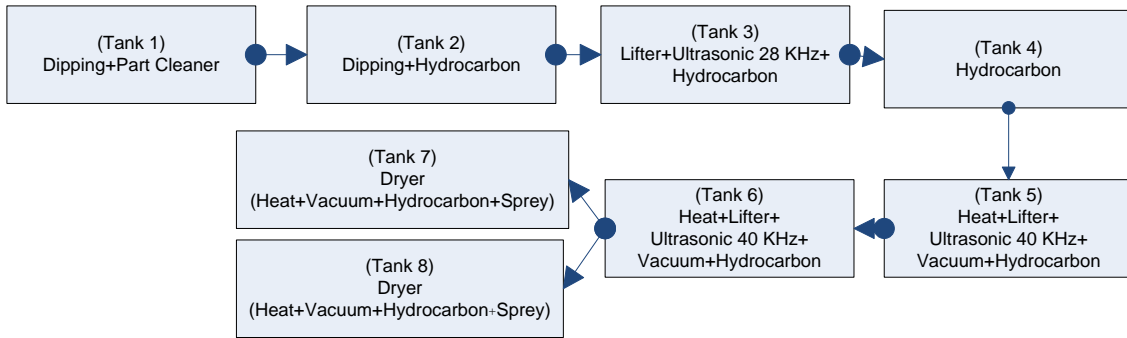 (Tank 1)
Dipping+Part Cleaner
(Tank 2)
Dipping+Hydrocarbon
(Tank 3)
Lifter+Ultrasonic 28 KHz+
Hydrocarbon
(Tank 4)
Hydrocarbon
(Tank 5)
Heat+Lifter+
Ultrasonic 40 KHz+
Vacuum+Hydrocarbon
(Tank 6)
Heat+Lifter+
Ultrasonic 40 KHz+
Vacuum+Hydrocarbon
(Tank 7)
Dryer
(Heat+Vacuum+Hydrocarbon+Sprey)
(Tank 8)
Dryer
(Heat+Vacuum+Hydrocarbon+Sprey)